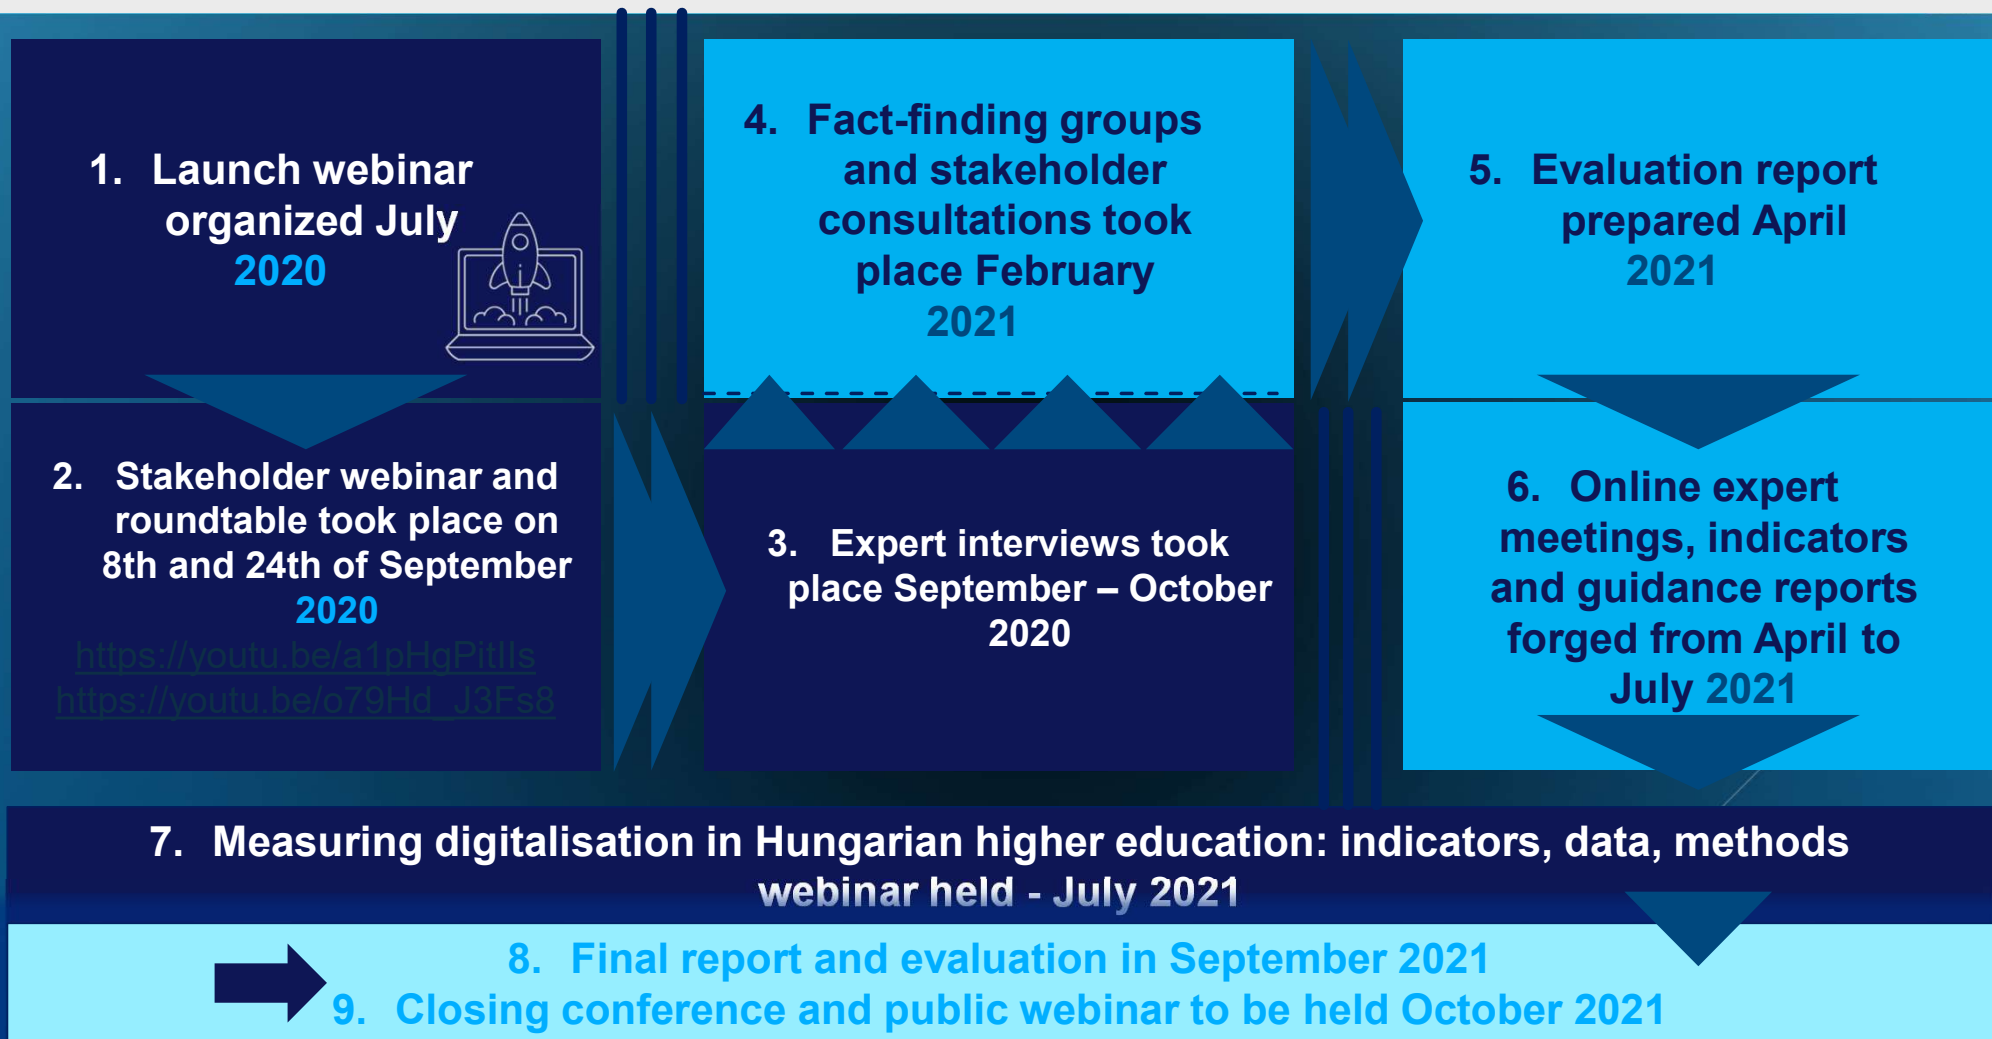 1. Launch webinar
organized July
2020
2. Stakeholder webinar and
roundtable took place on
8th and 24th of September
2020
https://youtu.be/a1pHgPitIIs
https://youtu.be/o79Hd_J3Fs8
3. Expert interviews took
place September – October
2020
4. Fact-finding groups
and stakeholder
consultations took
place February
2021
5. Evaluation report
prepared April
2021
6. Online expert
meetings, indicators
and guidance reports
forged from April to
July 2021
7. Measuring digitalisation in Hungarian higher education: indicators, data, methods
webinar held - July 2021
8. Final report and evaluation in September 2021
9. Closing conference and public webinar to be held October 2021